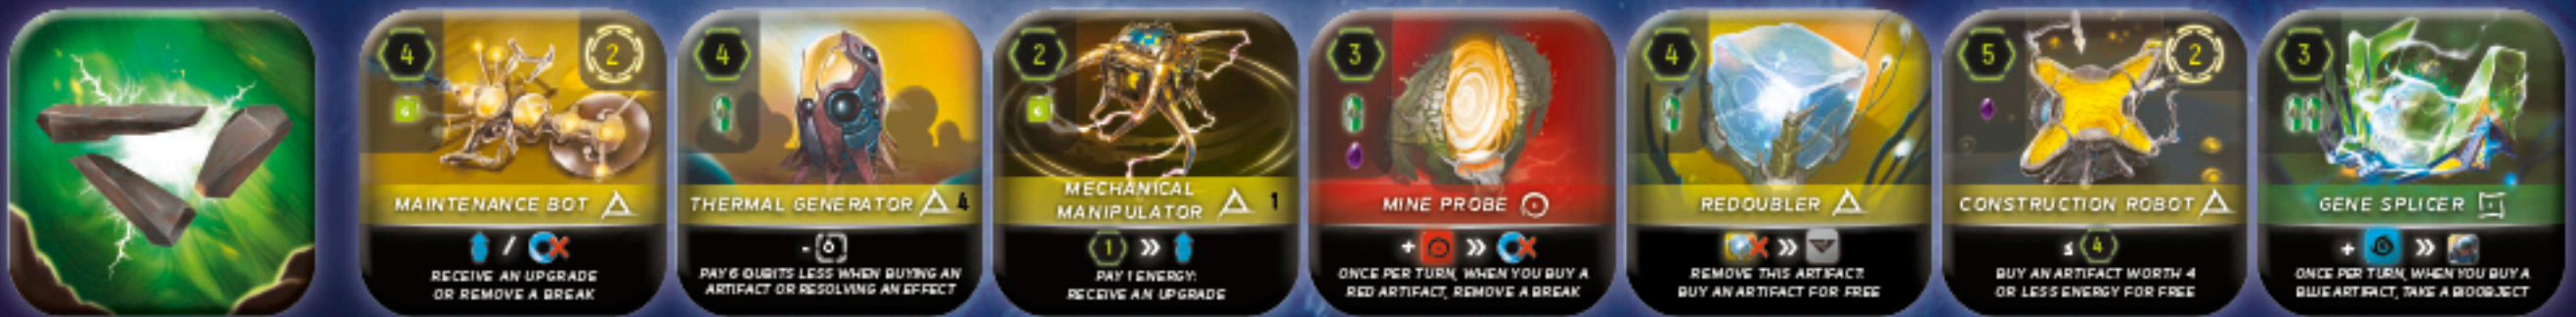 4
2
6
MAINTENANCE BOT
/
RECEIVE AN UPGRADE
OR REMOVE A BREAK
4
THERMAL GENERATOR 4
-6
PAY 6 QUBITS LESS WHEN BUYING AN
ARTIFACT OR RESOLVING AN EFFECT
2
6
MECHANICAL
MANIPULATOR 1
1 »
PAY 1 ENERGY:
RECEIVE AN UPGRADE
3
MINE PROBE
+ »
ONCE PER TURN, WHEN YOU BUY A
RED ARTIFACT, REMOVE A BREAK
4
REDOUBLER
»
REMOVE THIS ARTIFACT:
BUY AN ARTIFACT FOR FREE
5
2
CONSTRUCTION ROBOT
≤ 4
BUY AN ARTIFACT WORTH 4
OR LESS ENERGY FOR FREE
3
GENE SPLICER
+ »
ONCE PER TURN, WHEN YOU BUY A
BLUE ARTIFACT, TAKE A BIOOBJECT